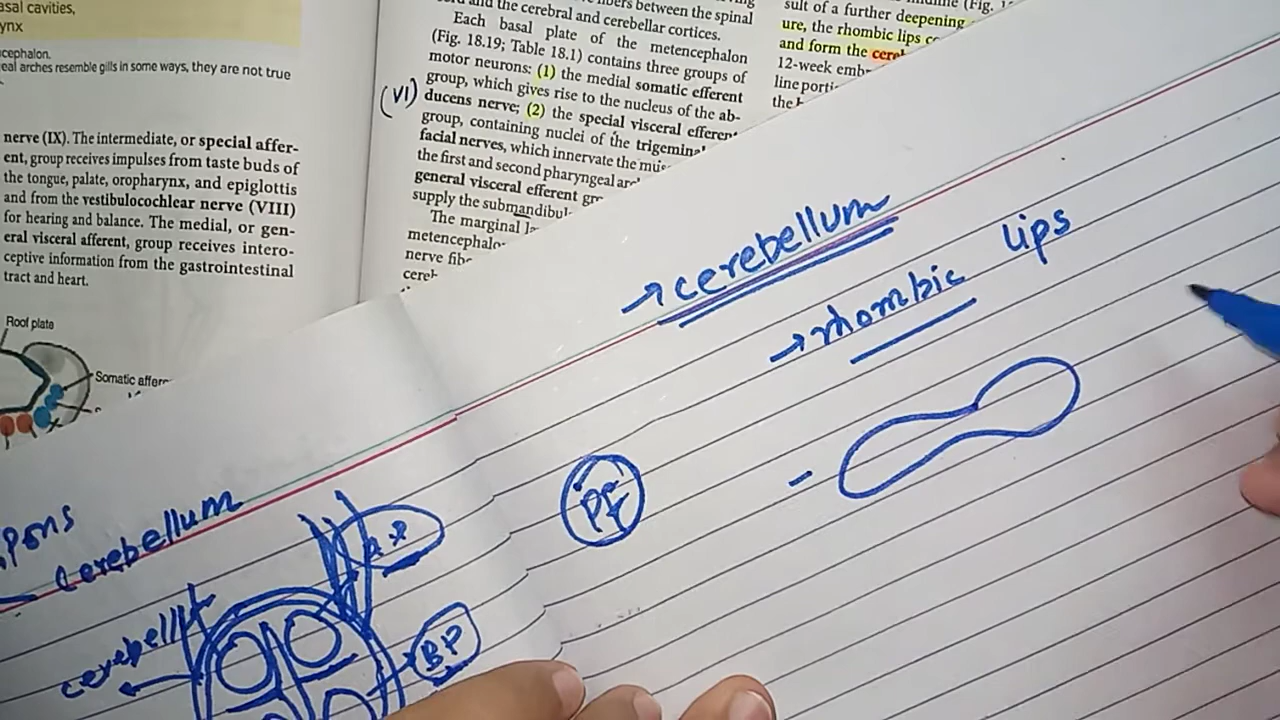 asal cavities,
ynx
cephalon.
eal arches resemble gills in some ways, they are not true
nerve (IX). The intermediate, or special affer-
ent, group receives impulses from taste buds of
the tongue, palate, oropharynx, and epiglottis
and from the vestibulocochlear nerve (VIII)
for hearing and balance. The medial, or gen-
eral visceral afferent, group receives intero-
ceptive information from the gastrointestinal
tract and heart.
Roof plate
Somatic affer
and the cerebral and cerebellar cortices.
Each basal plate of the metencephalon
(Fig. 18.19; Table 18.1) contains three groups of
motor neurons: (1) the medial somatic efferent
group, which gives rise to the nucleus of the ab-
ducens nerve; (2) the special visceral efferen
group, containing nuclei of the trigemina
facial nerves, which innervate the mus
the first and second pharyngeal arc
general visceral efferent gr
supply the submandibul
The marginal la
metencephalo
nerve fibe
cereb
(VI)
sult of a further deepening
ure, the rhombic lips c
and form the cere
12-week emb
line porti
the h
→ cerebellum
→ rhombic lips
PF
pons
cerebellum
cerebell
BP